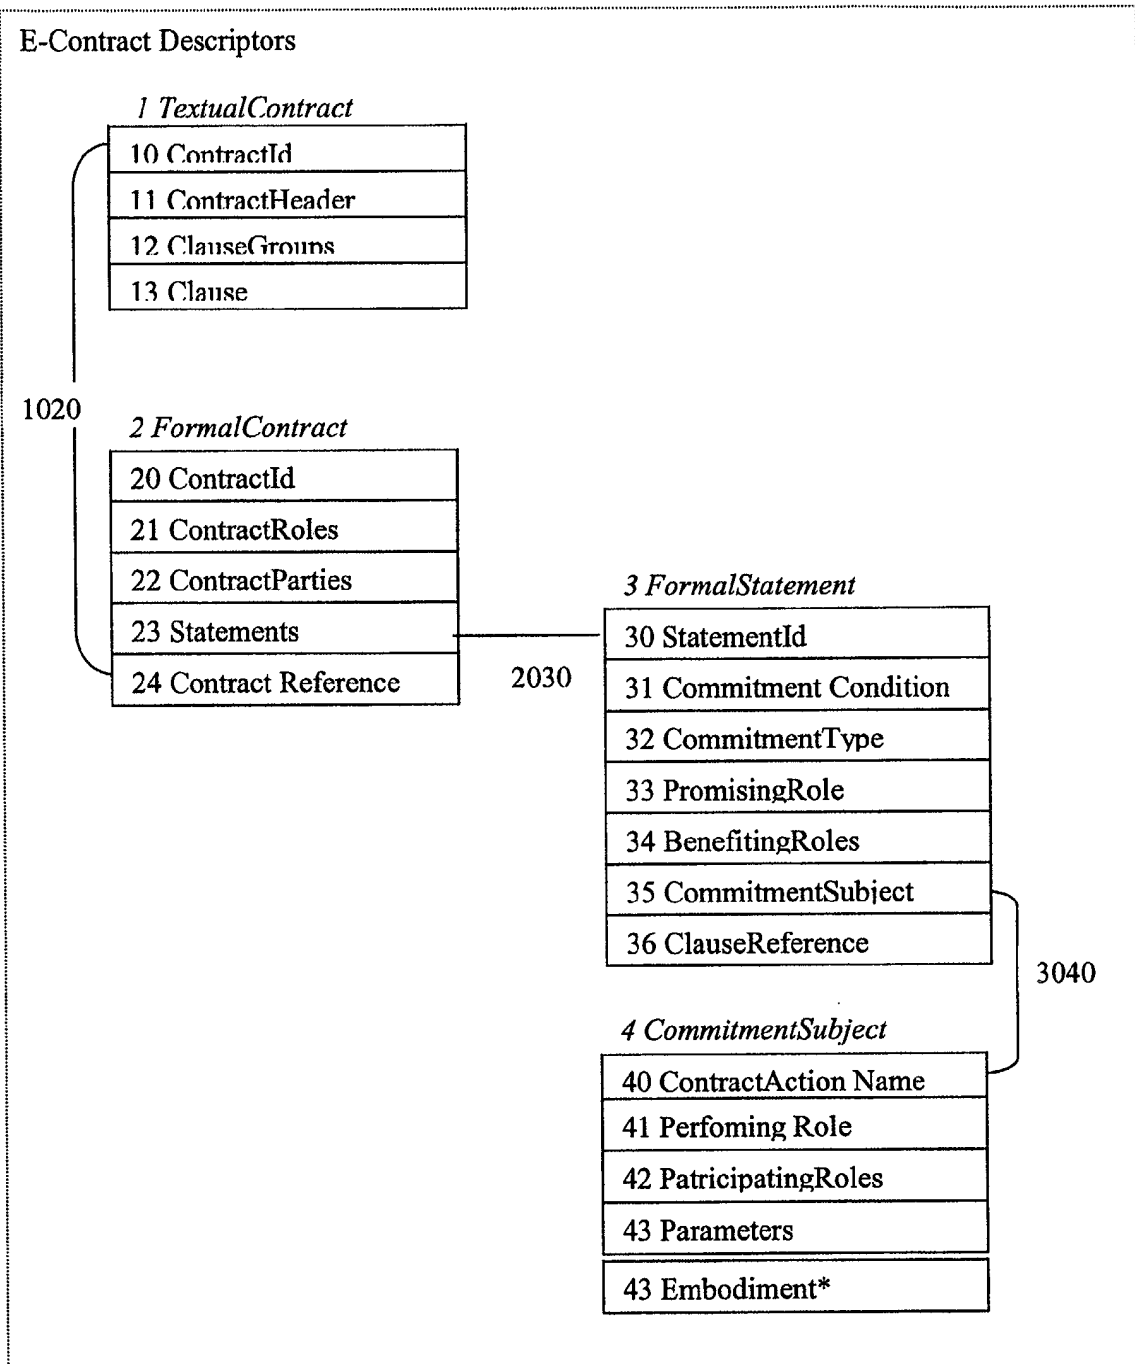 E-Contract Descriptors
1 TextualContract
10 ContractId
11 ContractHeader
12 ClauseGroups
13 Clause
1020
2 FormalContract
20 ContractId
21 ContractRoles
22 ContractParties
23 Statements
24 Contract Reference
2030
3 FormalStatement
30 StatementId
31 Commitment Condition
32 CommitmentType
33 PromisingRole
34 BenefitingRoles
35 CommitmentSubject
36 ClauseReference
3040
4 CommitmentSubject
40 ContractAction Name
41 Perfoming Role
42 PatricipatingRoles
43 Parameters
43 Embodiment*